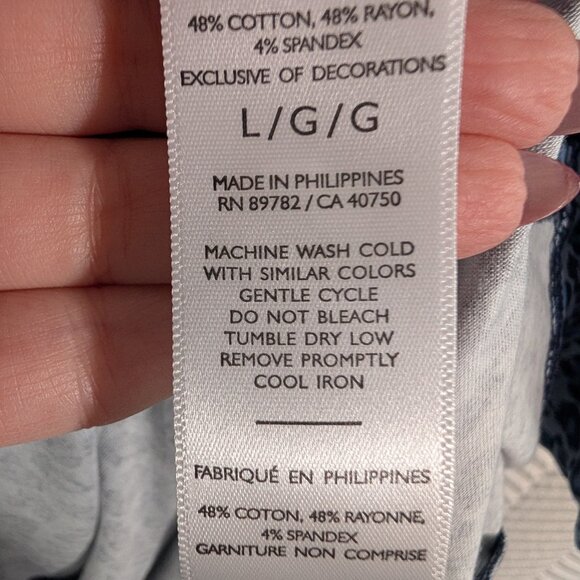 48% COTTON, 48% RAYON,
4% SPANDEX
EXCLUSIVE OF DECORATIONS
L/G/G
MADE IN PHILIPPINES
RN 89782 / CA 40750
MACHINE WASH COLD
WITH SIMILAR COLORS
GENTLE CYCLE
DO NOT BLEACH
TUMBLE DRY LOW
REMOVE PROMPTLY
COOL IRON
FABRIQUÉ EN PHILIPPINES
48% COTON, 48% RAYONNE,
4% SPANDEX
GARNITURE NON COMPRISE